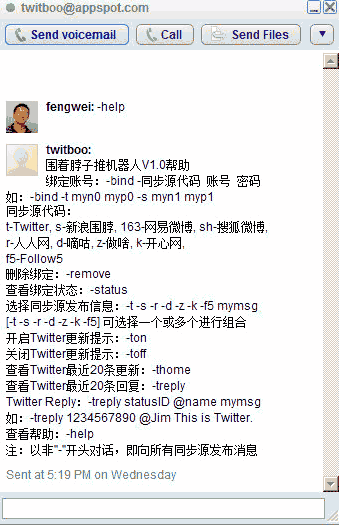 twitboo@appspot.com
Send voicemail
Call
Send Files
fengwei: -help
twitboo:
围着脖子推机器人V1.0帮助
绑定账号：-bind -同步源代码 账号 密码
如：-bind -t myn0 myp0 -s myn1 myp1
同步源代码：
t-Twitter, s-新浪围脖, 163-网易微博, sh-搜狐微博,
r-人人网, d-嘀咕, z-做啥, k-开心网,
f5-Follow5
删除绑定：-remove
查看绑定状态：-status
选择同步源发布信息：-t -s -r -d -z -k -f5 mymsg
[-t -s -r -d -z -k -f5] 可选择一个或多个进行组合
开启Twitter更新提示：-ton
关闭Twitter更新提示：-toff
查看Twitter最近20条更新：-thome
查看Twitter最近20条回复：-treply
Twitter Reply：-treply statusID @name mymsg
如：-treply 1234567890 @Jim This is Twitter.
查看帮助：-help
注：以非"-"开头对话，即向所有同步源发布消息
Sent at 5:19 PM on Wednesday